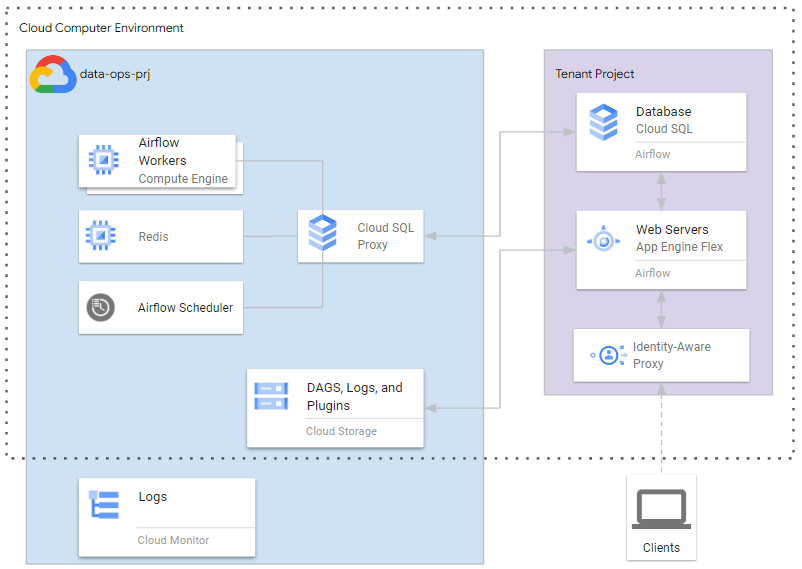 Cloud Computer Environment
data-ops-prj
Airflow
Workers
Compute Engine
Redis
Airflow Scheduler
Cloud SQL
Proxy
DAGS, Logs, and
Plugins
Cloud Storage
Logs
Cloud Monitor
Tenant Project
Database
Cloud SQL
Airflow
Web Servers
App Engine Flex
Airflow
Identity-Aware
Proxy
Clients